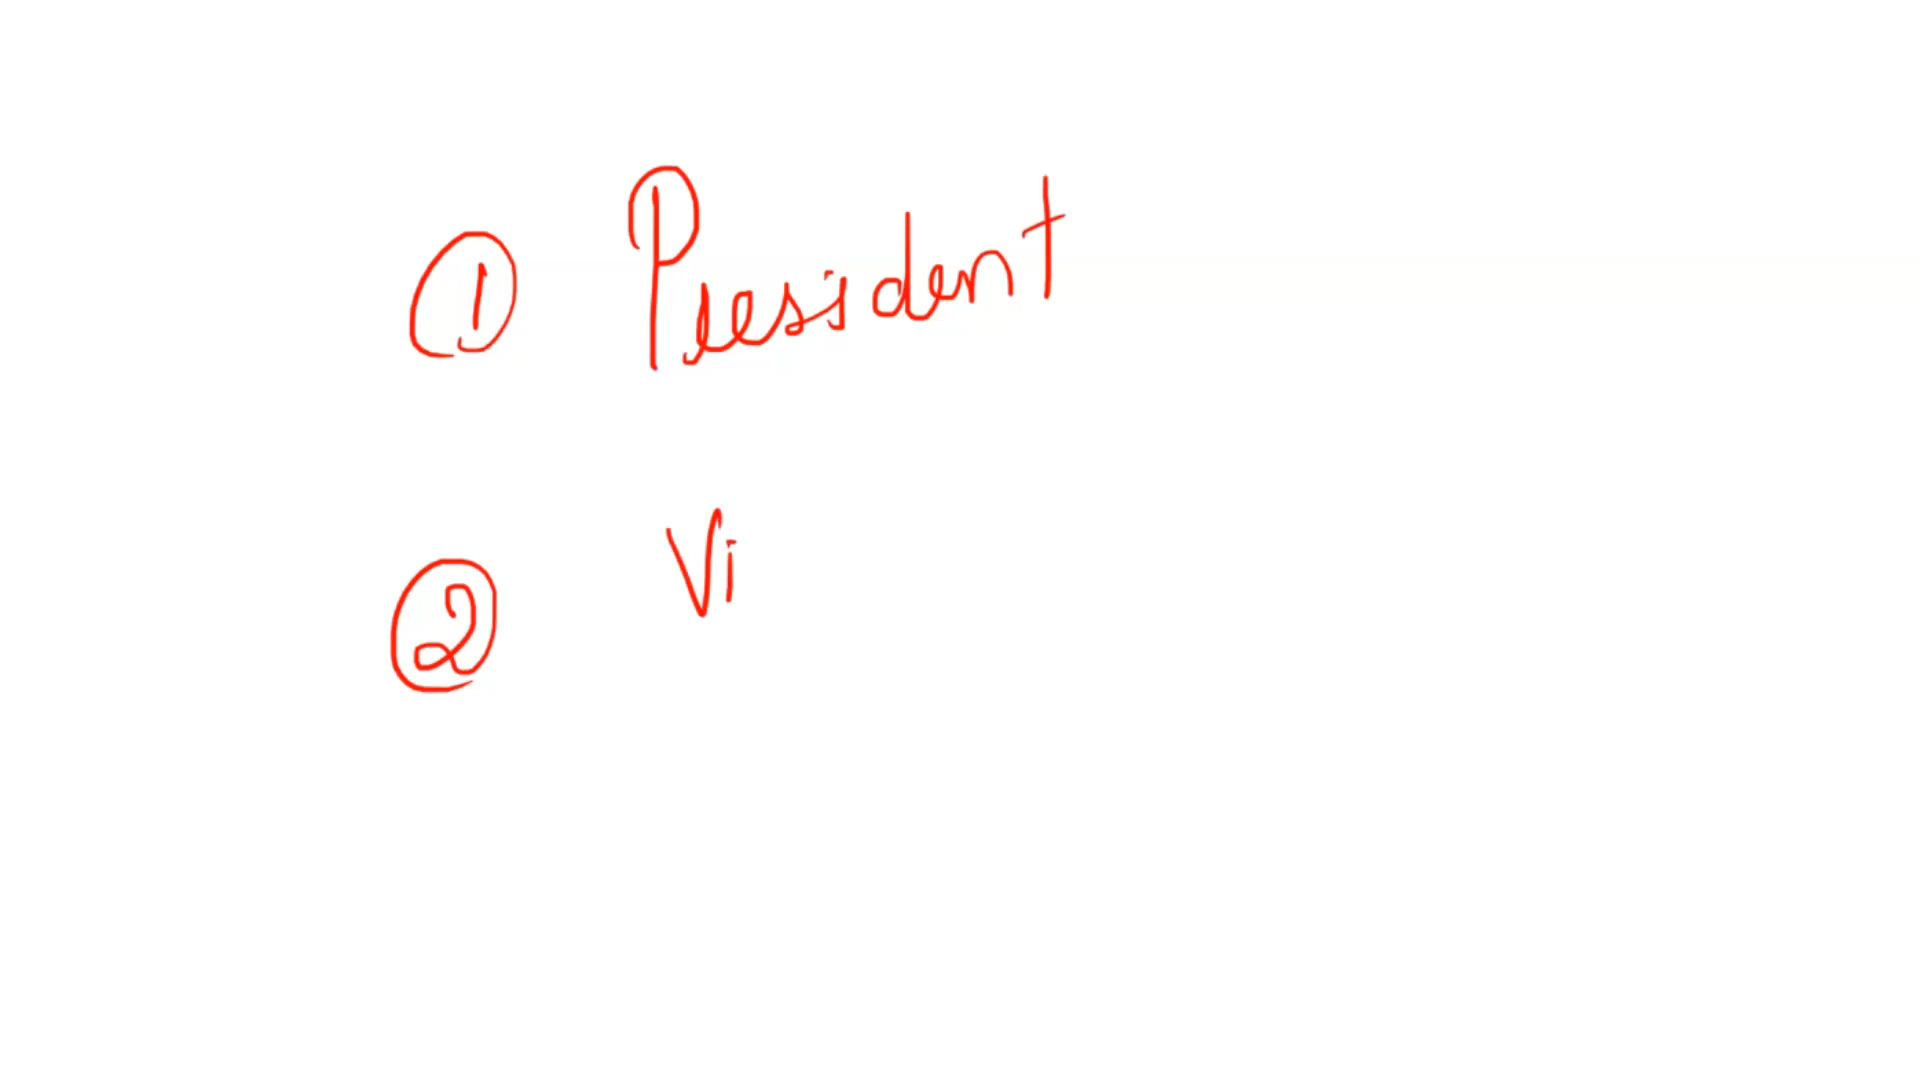 ① President
② Vi